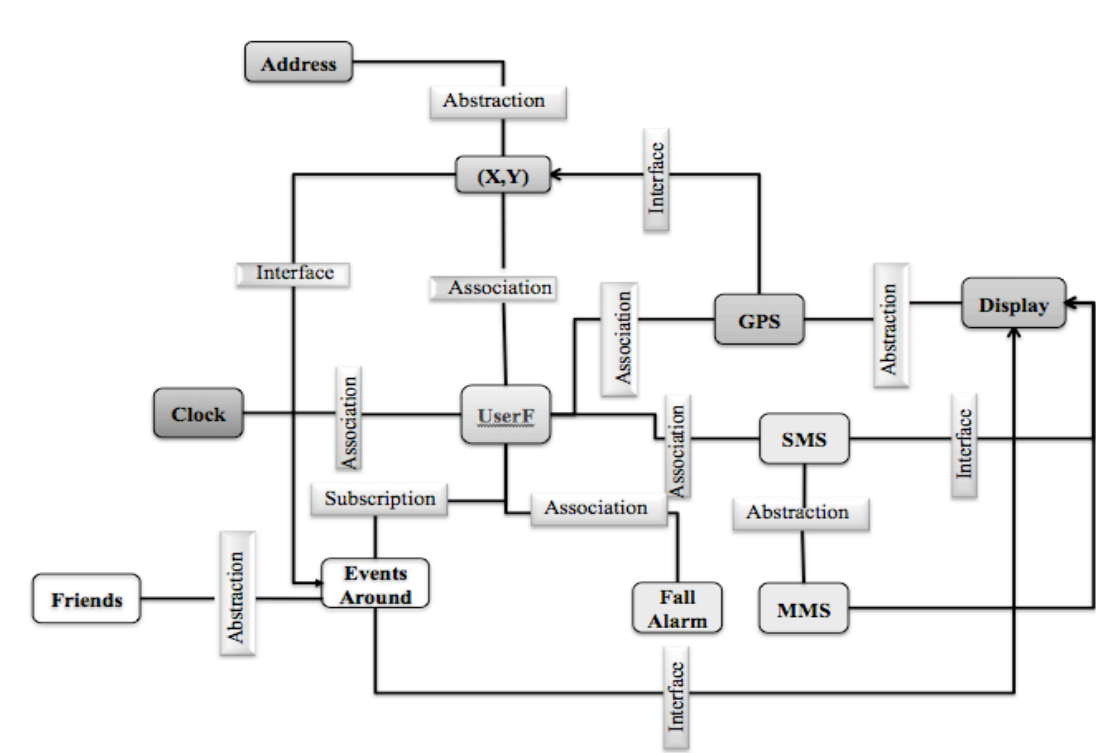 Address
Abstraction
(X,Y)
Interface
Interface
Association
Association
GPS
Abstraction
Display
Clock
Association
UserF
Association
SMS
Interface
Subscription
Association
Abstraction
Friends
Abstraction
Events
Around
Fall
Alarm
MMS
Interface